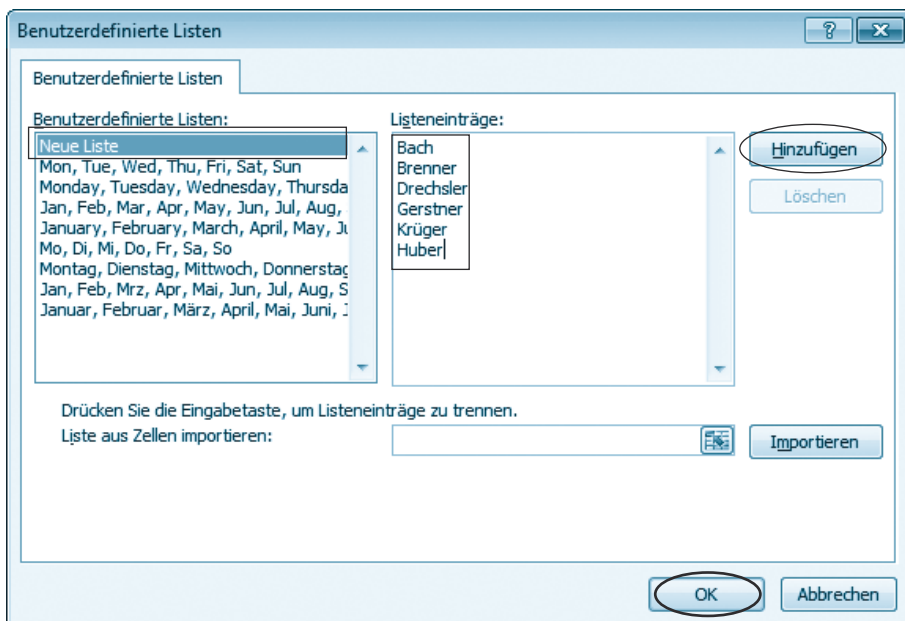 Benutzerdefinierte Listen
Benutzerdefinierte Listen
Benutzerdefinierte Listen:
Neue Liste
Mon, Tue, Wed, Thu, Fri, Sat, Sun
Monday, Tuesday, Wednesday, Thursda
Jan, Feb, Mar, Apr, May, Jun, Jul, Aug,
January, February, March, April, May, Ju
Mo, Di, Mi, Do, Fr, Sa, So
Montag, Dienstag, Mittwoch, Donnerstag
Jan, Feb, Mrz, Apr, Mai, Jun, Jul, Aug, S
Januar, Februar, März, April, Mai, Juni, J
Listeneinträge:
Bach
Brenner
Drechsler
Gerstner
Krüger
Huber
Hinzufügen
Löschen
Drücken Sie die Eingabetaste, um Listeneinträge zu trennen.
Liste aus Zellen importieren:
Importieren
OK
Abbrechen